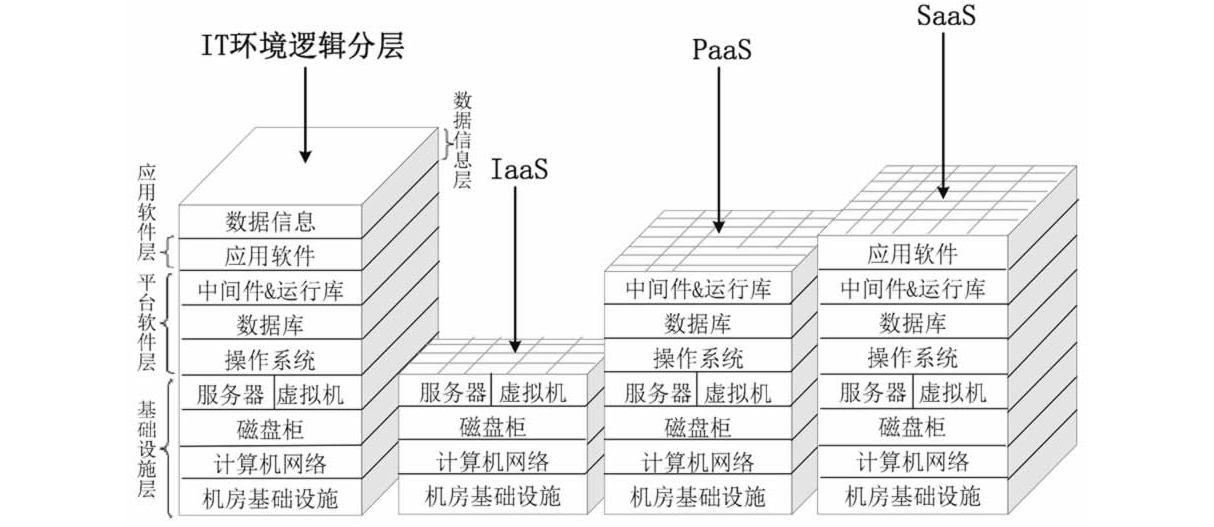 IT环境逻辑分层
IaaS
PaaS
SaaS
数据信息层
应用软件层
平台软件层
基础设施层
数据信息
应用软件
中间件&运行库
数据库
操作系统
服务器 虚拟机
磁盘柜
计算机网络
机房基础设施
服务器 虚拟机
磁盘柜
计算机网络
机房基础设施
中间件&运行库
数据库
操作系统
服务器 虚拟机
磁盘柜
计算机网络
机房基础设施
应用软件
中间件&运行库
数据库
操作系统
服务器 虚拟机
磁盘柜
计算机网络
机房基础设施